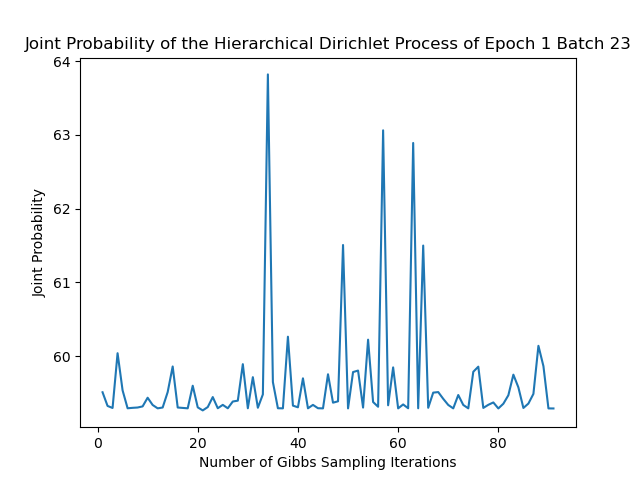 Joint Probability of the Hierarchical Dirichlet Process of Epoch 1 Batch 23
64
63
62
61
60
Joint Probability
0 20 40 60 80
Number of Gibbs Sampling Iterations